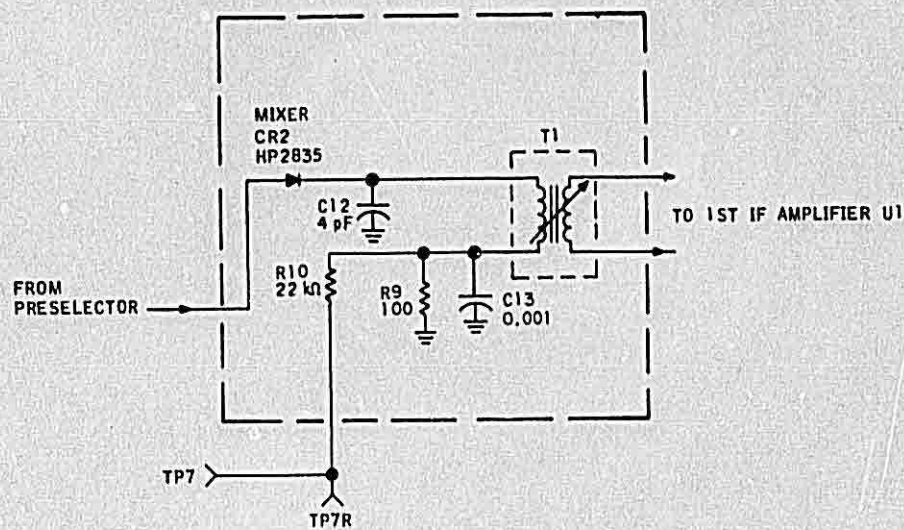 MIXER
CR2
HP2835
T1
C12
4 pF
TO 1ST IF AMPLIFIER U1
R10
22 kΩ
R9
100
C13
0.001
FROM
PRESELECTOR
TP7
TP7R